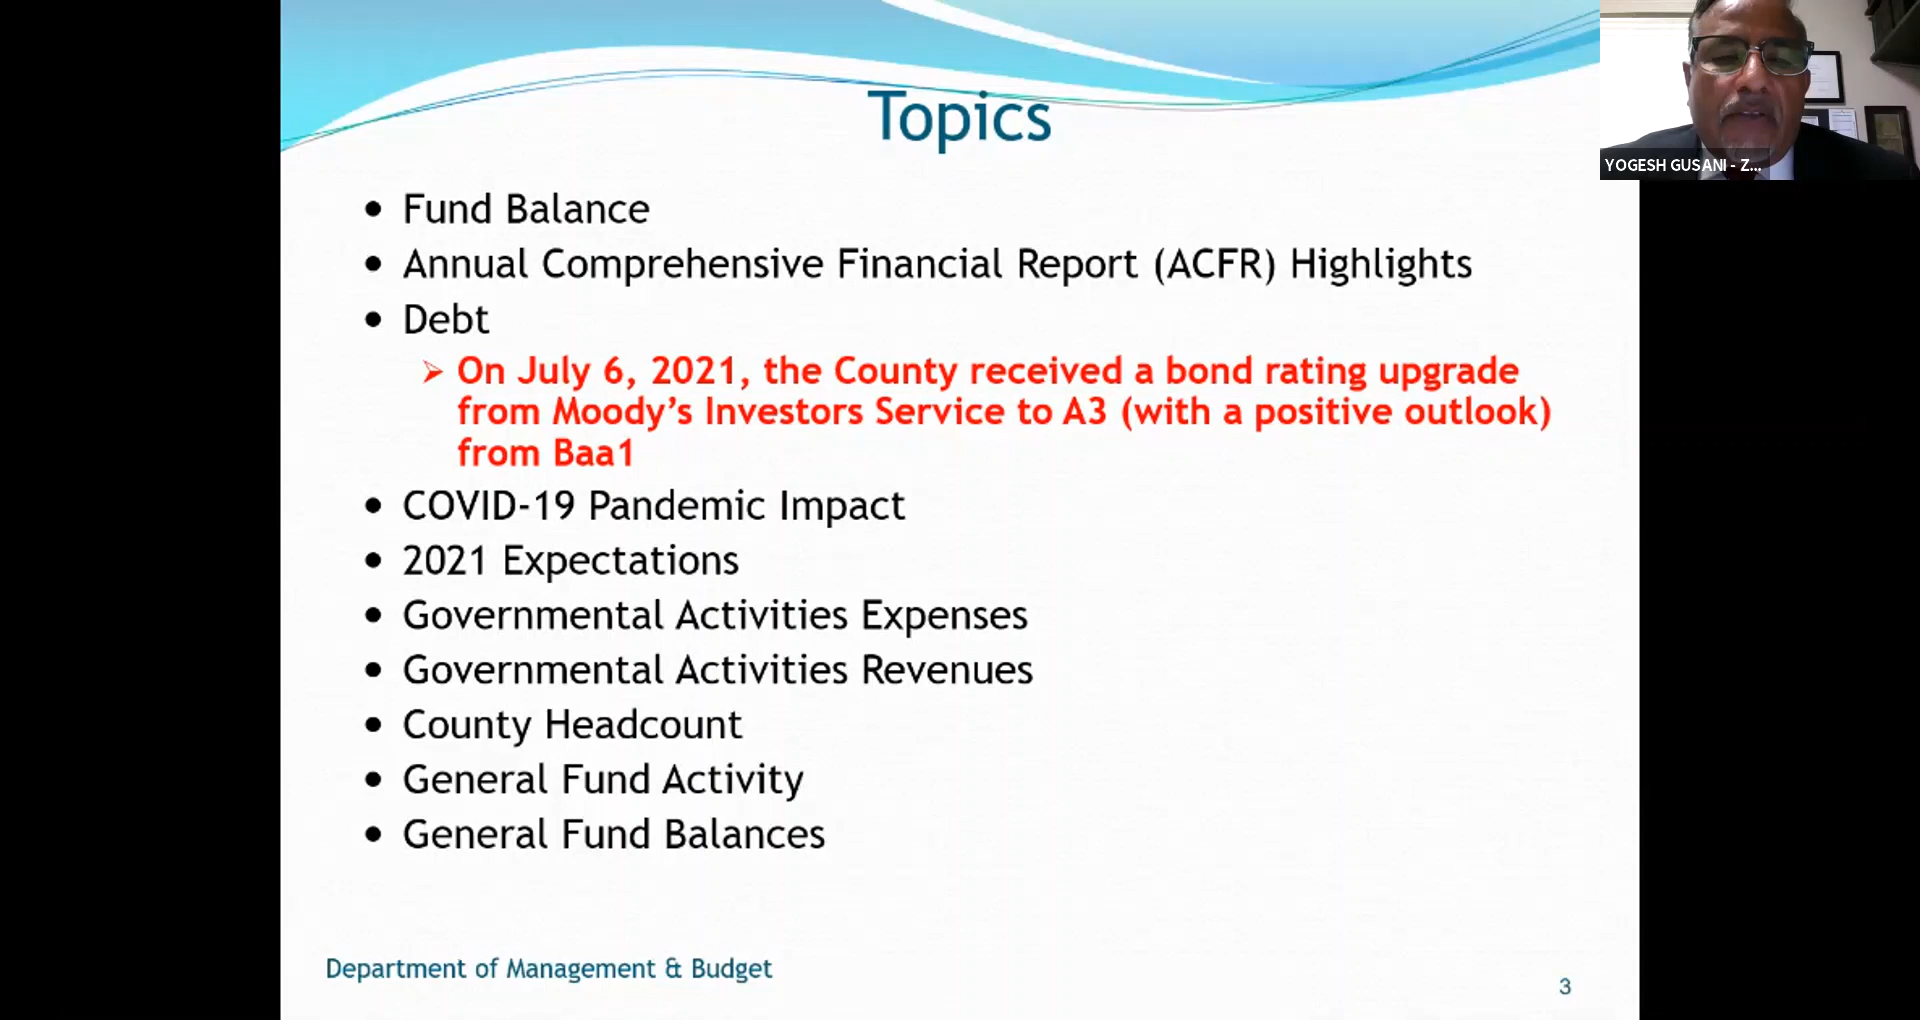 Topics
YOGESH GUSANI - Z...
• Fund Balance
• Annual Comprehensive Financial Report (ACFR) Highlights
• Debt
➢ On July 6, 2021, the County received a bond rating upgrade
from Moody’s Investors Service to A3 (with a positive outlook)
from Baa1
• COVID-19 Pandemic Impact
• 2021 Expectations
• Governmental Activities Expenses
• Governmental Activities Revenues
• County Headcount
• General Fund Activity
• General Fund Balances
Department of Management & Budget
3